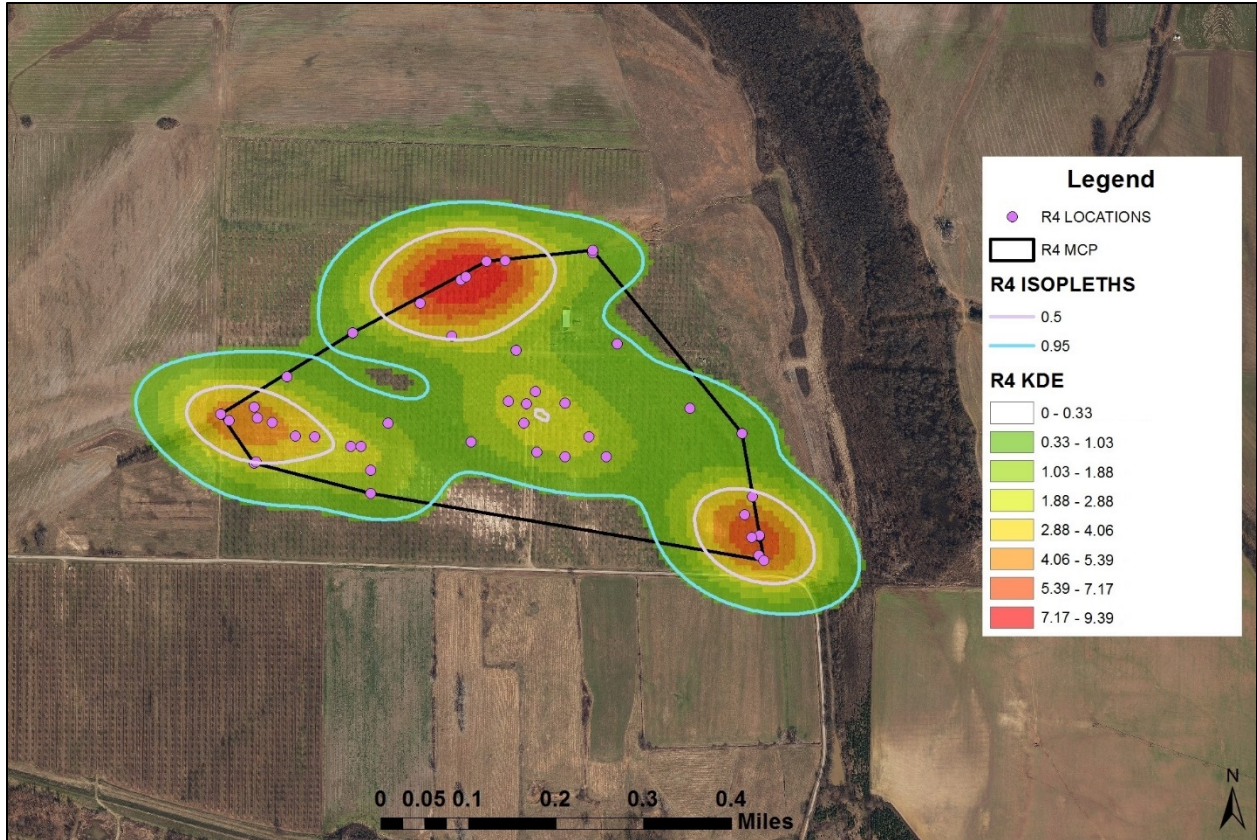 Legend
R4 LOCATIONS
R4 MCP
R4 ISOPLETHS
0.5
0.95
R4 KDE
0 - 0.33
0.33 - 1.03
1.03 - 1.88
1.88 - 2.88
2.88 - 4.06
4.06 - 5.39
5.39 - 7.17
7.17 - 9.39
N
0 0.05 0.1 0.2 0.3 0.4
Miles